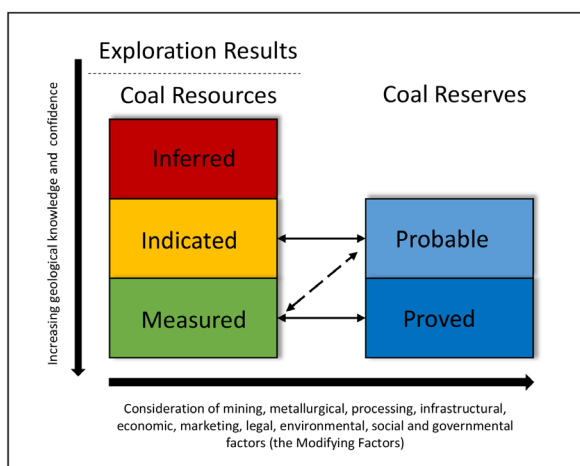 Exploration Results
Coal Resources
Coal Reserves
Increasing geological knowledge and confidence
Inferred
Indicated
Probable
Measured
Proved
Consideration of mining, metallurgical, processing, infrastructural,
economic, marketing, legal, environmental, social and governmental
factors (the Modifying Factors)